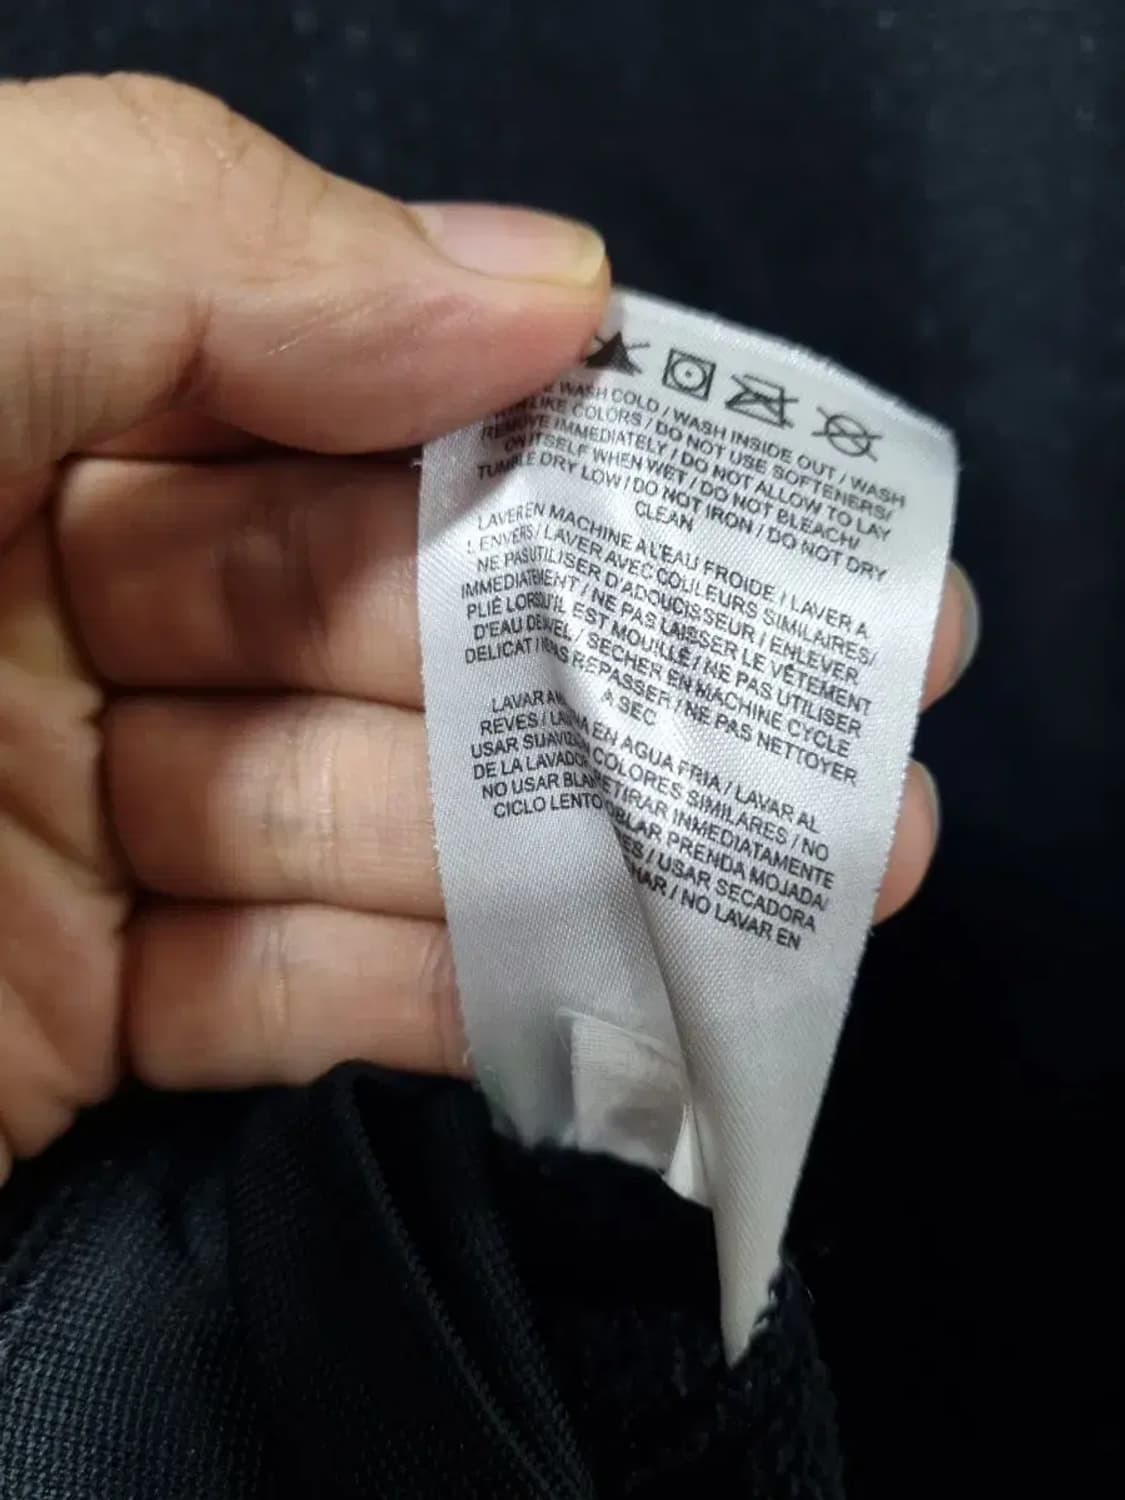 WASH COLD / WASH INSIDE OUT / WASH
LIKE COLORS / DO NOT USE SOFTENERS/
REMOVE IMMEDIATELY / DO NOT ALLOW TO LAY
ON ITSELF WHEN WET / DO NOT BLEACH/
TUMBLE DRY LOW / DO NOT IRON / DO NOT DRY
CLEAN
LAVER EN MACHINE A L'EAU FROIDE / LAVER A
L ENVERS / LAVER AVEC COULEURS SIMILAIRES/
NE PAS UTILISER D'ADOUCISSEUR / ENLEVER
IMMEDIATEMENT / NE PAS LAISSER LE VÊTEMENT
PLIÉ LORSQU'IL EST MOUILLÉ / NE PAS UTILISER
D'EAU DE / SECHER EN MACHINE CYCLE
DELICAT / PAS REPASSER / NE PAS NETTOYER
A SEC
LAVAR EN AGUA FRIA / LAVAR AL
REVES / COLORES SIMILARES / NO
USAR RETIRAR INMEDIATAMENTE
DE LA PRENDA MOJADA/
NO USAR / USAR SECADORA
CICLO LENTO / NO LAVAR EN